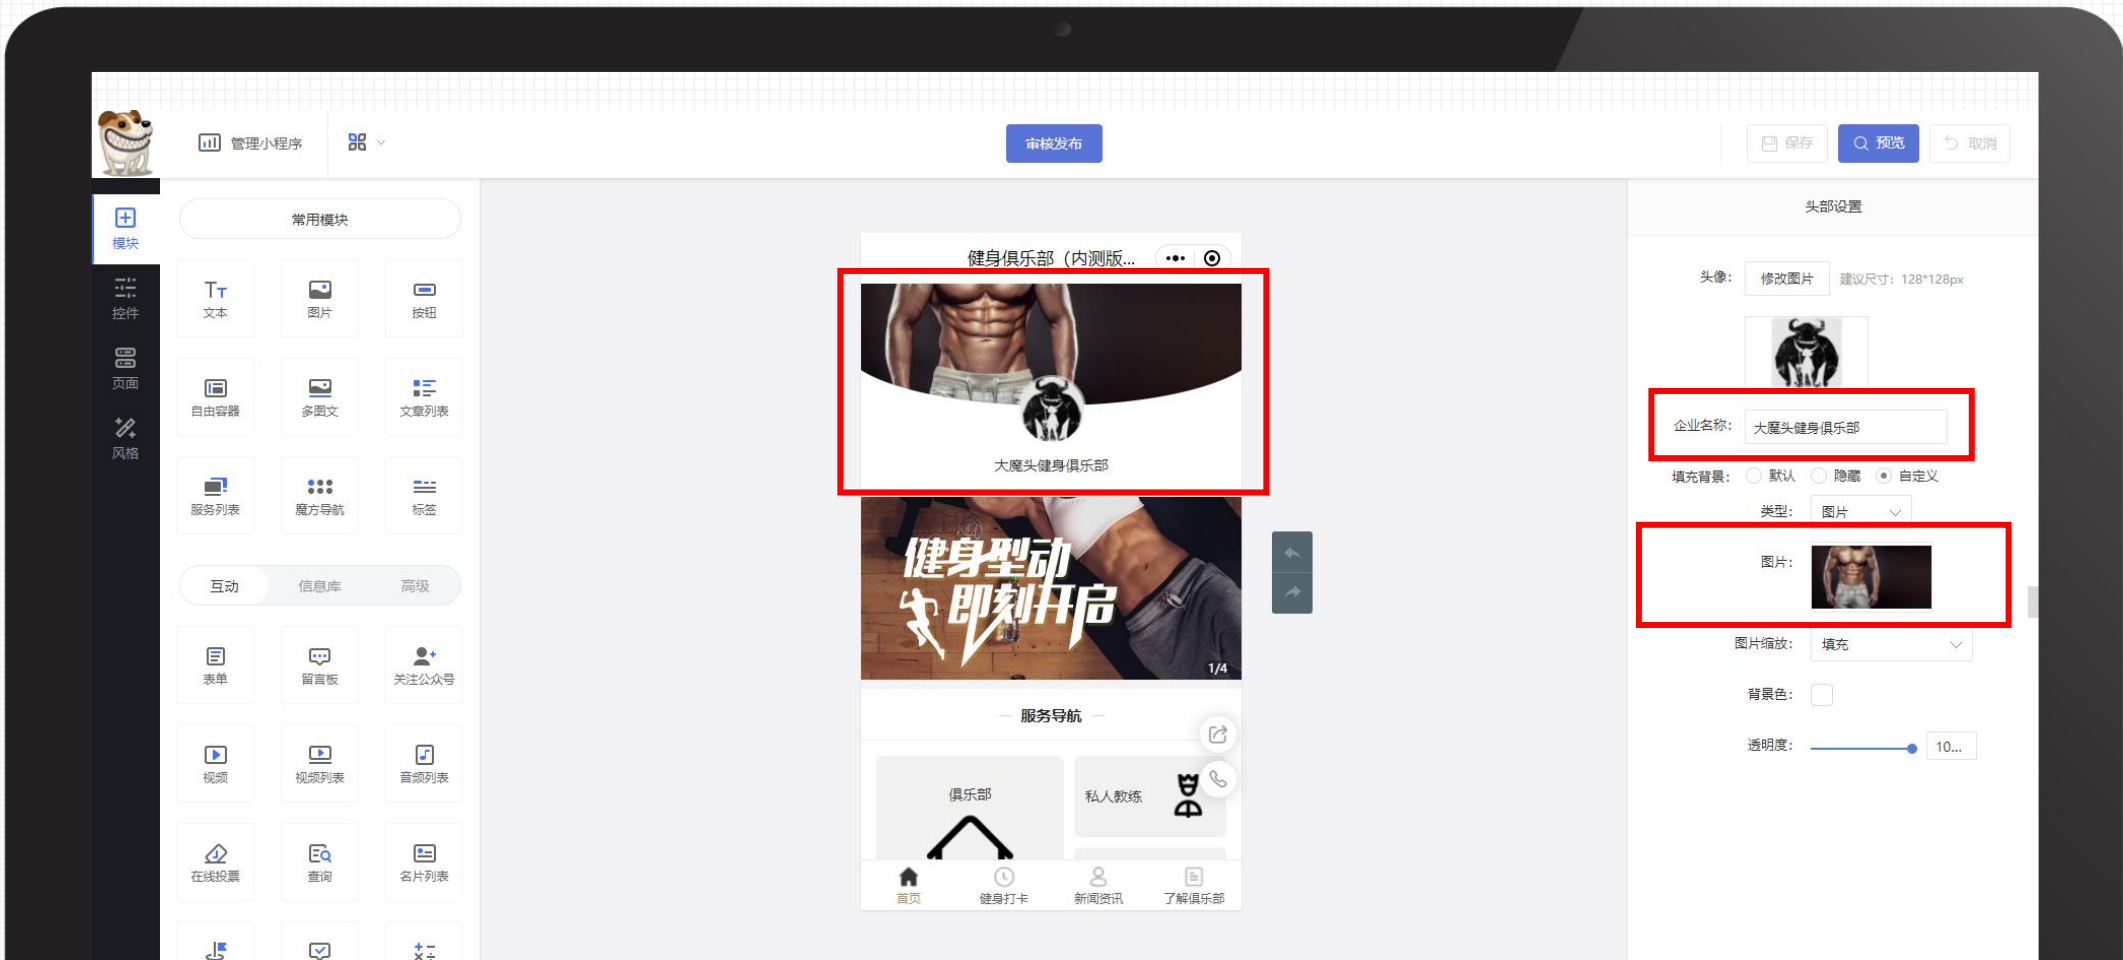 管理小程序
审核发布
保存
预览
取消
模块
控件
页面
风格
常用模块
文本
图片
按钮
自由容器
多图文
文章列表
服务列表
魔方导航
标签
互动
信息库
高级
表单
留言板
关注公众号
视频
视频列表
音频列表
在线投票
查询
名片列表
健身俱乐部（内测版...
大魔头健身俱乐部
健身型动
即刻开启
1/4
服务导航
俱乐部
私人教练
首页
健身打卡
新闻资讯
了解俱乐部
头部设置
头像： 修改图片 建议尺寸：128*128px
企业名称： 大魔头健身俱乐部
填充背景： 默认 隐藏 自定义
类型： 图片
图片：
图片缩放： 填充
背景色：
透明度： 10...